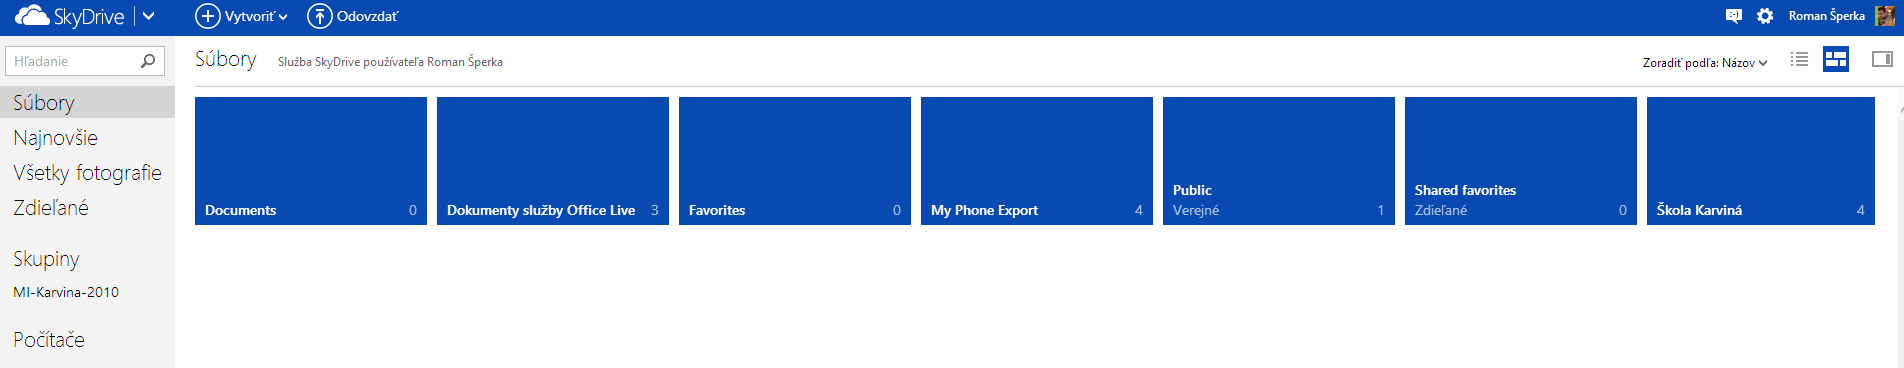 SkyDrive
Vytvoriť
Odovzdať
Roman Šperka
Hľadanie
Súbory
Najnovšie
Všetky fotografie
Zdieľané
Skupiny
MI-Karvina-2010
Počítače
Súbory
Služba SkyDrive používateľa Roman Šperka
Zoradiť podľa: Názov
Documents 0
Dokumenty služby Office Live 3
Favorites 0
My Phone Export 4
Public
Verejné 1
Shared favorites
Zdieľané 0
Škola Karviná 4